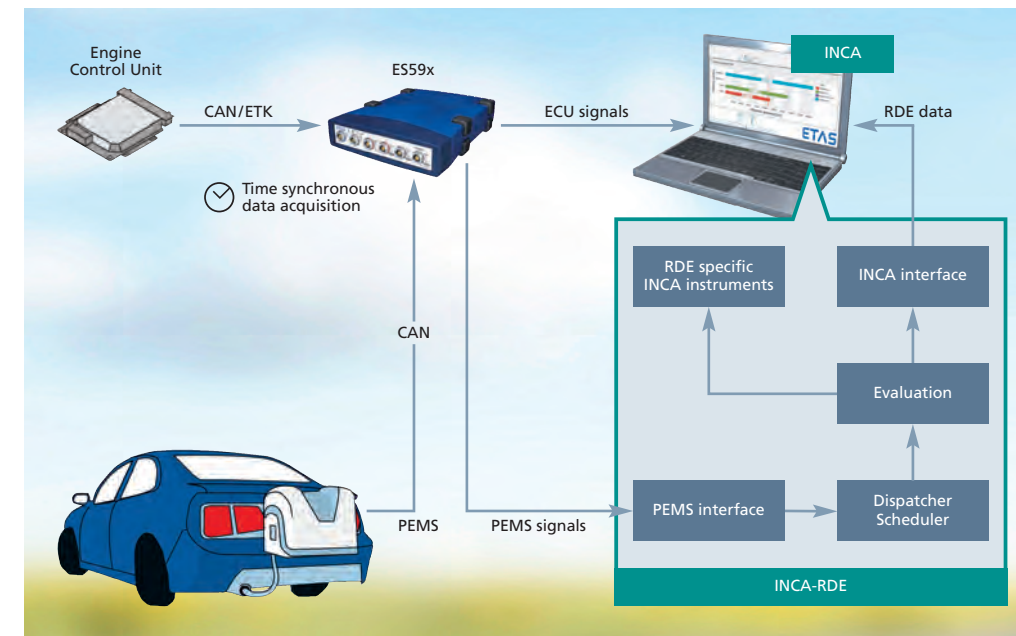 Engine
Control Unit
CAN/ETK
ES59x
ECU signals
INCA
ETAS
RDE data
Time synchronous
data acquisition
CAN
RDE specific
INCA instruments
INCA interface
Evaluation
PEMS
PEMS signals
PEMS interface
Dispatcher
Scheduler
INCA-RDE